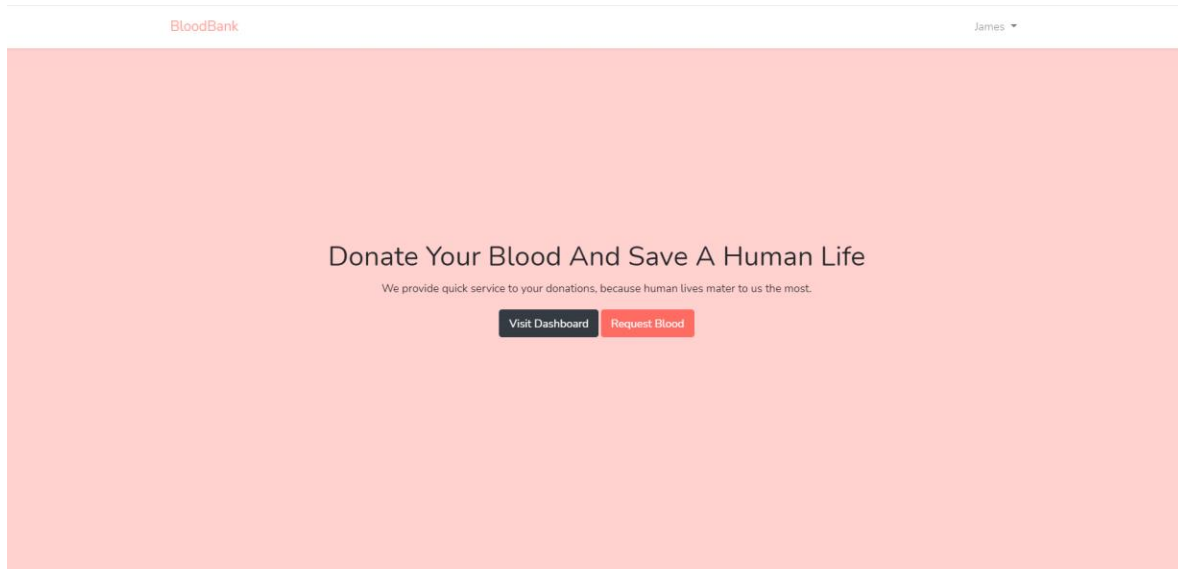 BloodBank
James
Donate Your Blood And Save A Human Life
We provide quick service to your donations, because human lives mater to us the most.
Visit Dashboard
Request Blood